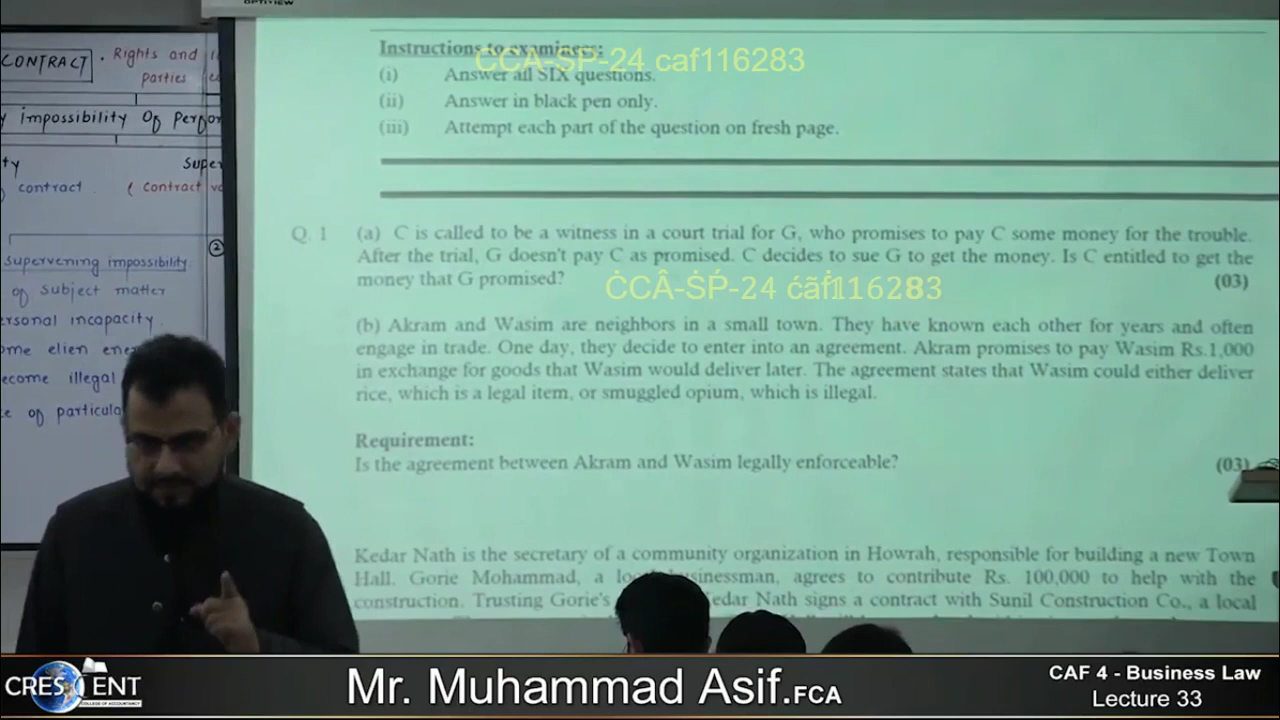 OPTIVIEW
CONTRACT
. Rights and
parties
impossibility Of
Supe
contract
( Contract
②
supervening impossibility
of subject matter
personal incapacity
become illegal
of
Instructions to examinees:
CCA-SP-24 caf116283
(i) Answer all SIX questions.
(ii) Answer in black pen only.
(iii) Attempt each part of the question on fresh page.
Q. 1 (a) C is called to be a witness in a court trial for G, who promises to pay C some money for the trouble.
After the trial, G doesn't pay C as promised. C decides to sue G to get the money. Is C entitled to get the
money that G promised? (03)
ĊCÂ-ṠṔ-24 ćãḟ116283
(b) Akram and Wasim are neighbors in a small town. They have known each other for years and often
engage in trade. One day, they decide to enter into an agreement. Akram promises to pay Wasim Rs.1,000
in exchange for goods that Wasim would deliver later. The agreement states that Wasim could either deliver
rice, which is a legal item, or smuggled opium, which is illegal.
Requirement:
Is the agreement between Akram and Wasim legally enforceable? (03)
Kedar Nath is the secretary of a community organization in Howrah, responsible for building a new Town
Hall. Gorie Mohammad, a businessman, agrees to contribute Rs. 100,000 to help with the
construction. Trusting Gorie's Kedar Nath signs a contract with Sunil Construction Co., a local
CRESCENT
COLLEGE OF ACCOUNTANCY
Mr. Muhammad Asif.FCA
CAF 4 - Business Law
Lecture 33